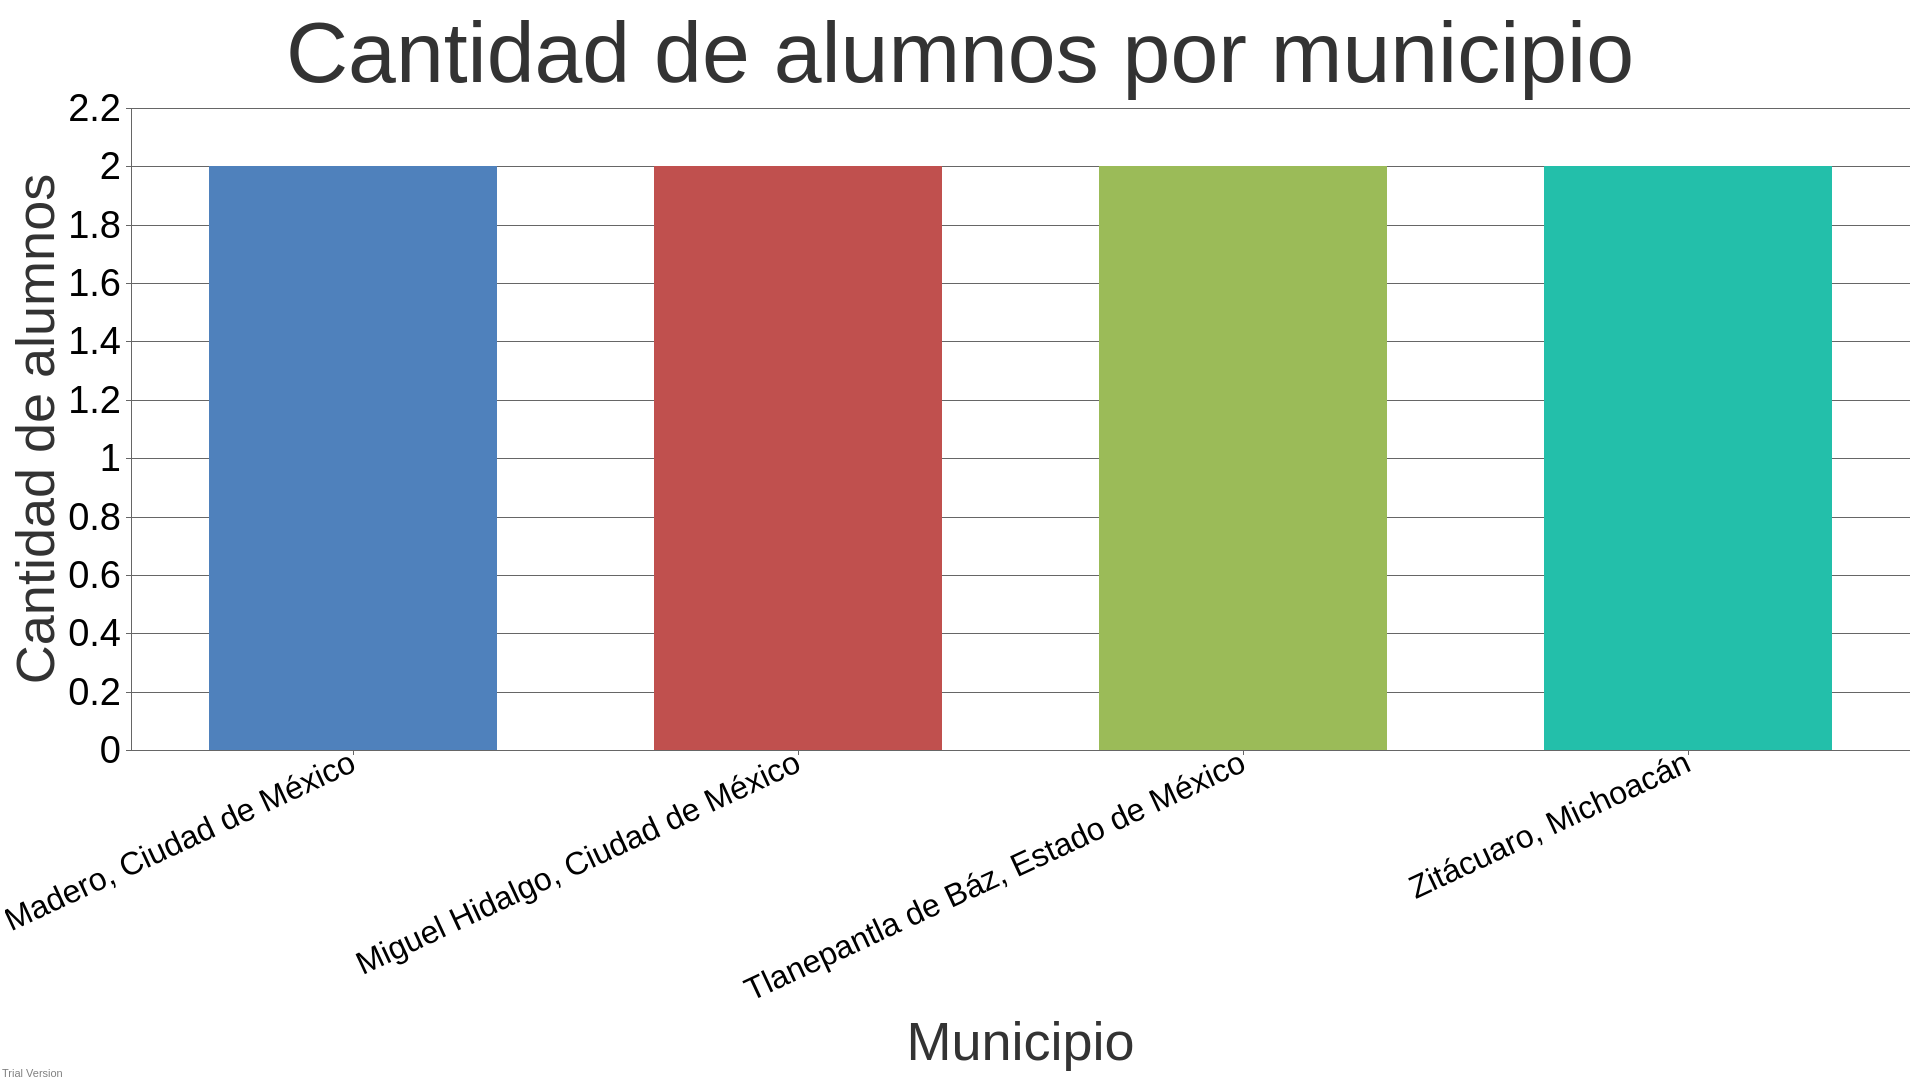 Cantidad de alumnos por municipio
Cantidad de alumnos
2.2
2
1.8
1.6
1.4
1.2
1
0.8
0.6
0.4
0.2
0
Madero, Ciudad de México
Miguel Hidalgo, Ciudad de México
Tlanepantla de Báz, Estado de México
Zitácuaro, Michoacán
Municipio
Trial Version